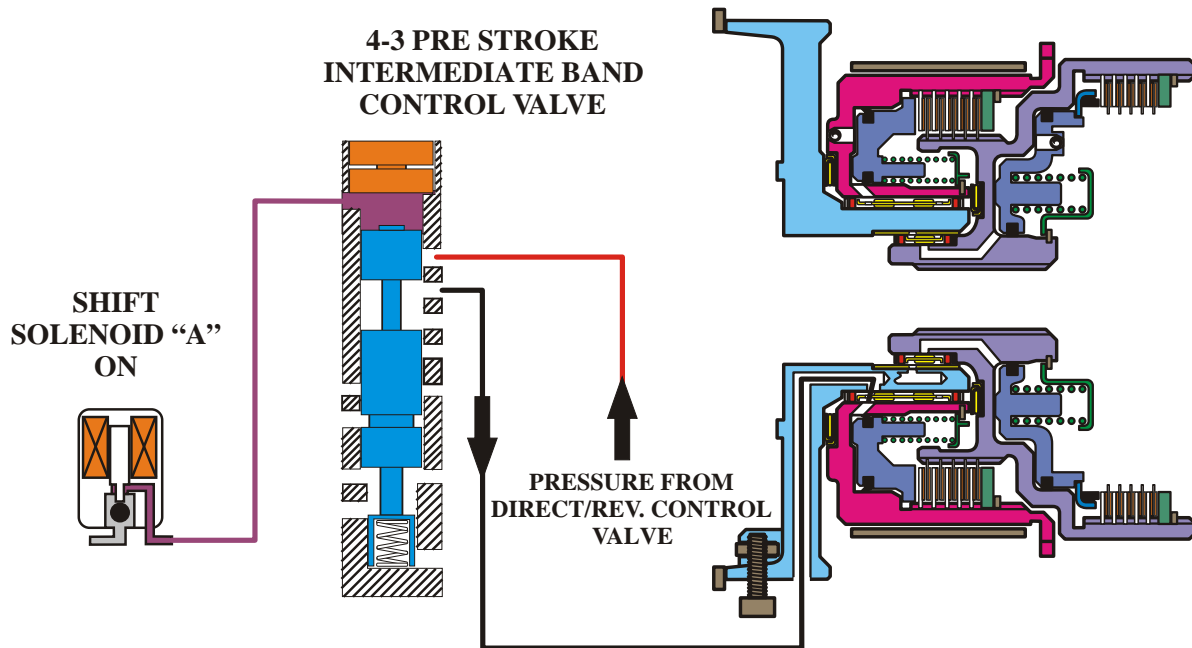 4-3 PRE STROKE
INTERMEDIATE BAND
CONTROL VALVE
SHIFT
SOLENOID “A”
ON
PRESSURE FROM
DIRECT/REV. CONTROL
VALVE